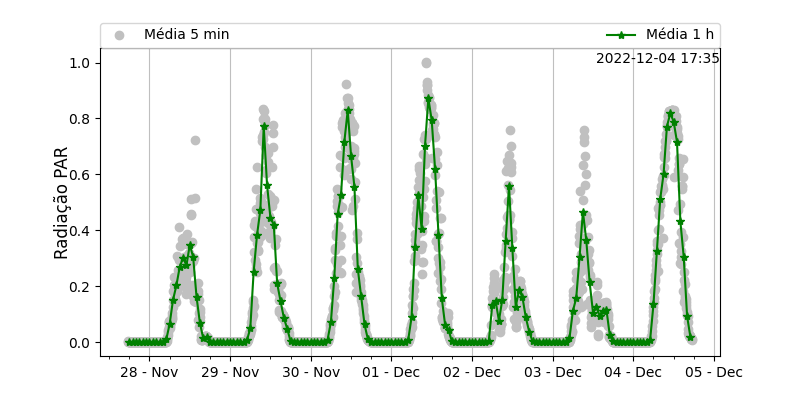 Média 5 min
Média 1 h
2022-12-04 17:35
Radiação PAR
1.0
0.8
0.6
0.4
0.2
0.0
28 - Nov
29 - Nov
30 - Nov
01 - Dec
02 - Dec
03 - Dec
04 - Dec
05 - Dec